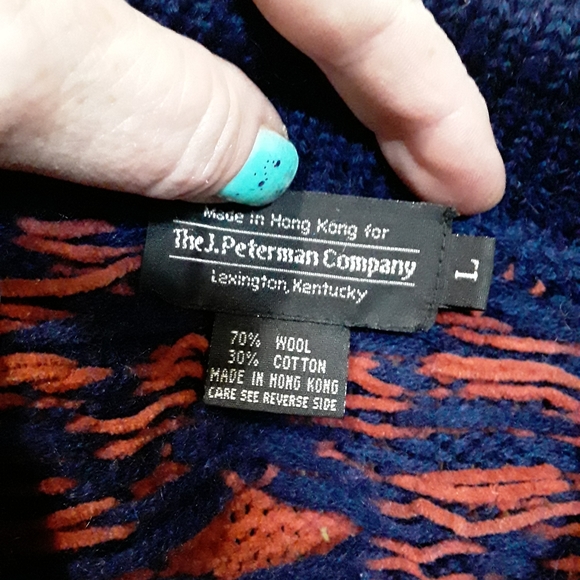 Made in Hong Kong for
The J. Peterman Company
Lexington, Kentucky
L
70% WOOL
30% COTTON
MADE IN HONG KONG
CARE SEE REVERSE SIDE